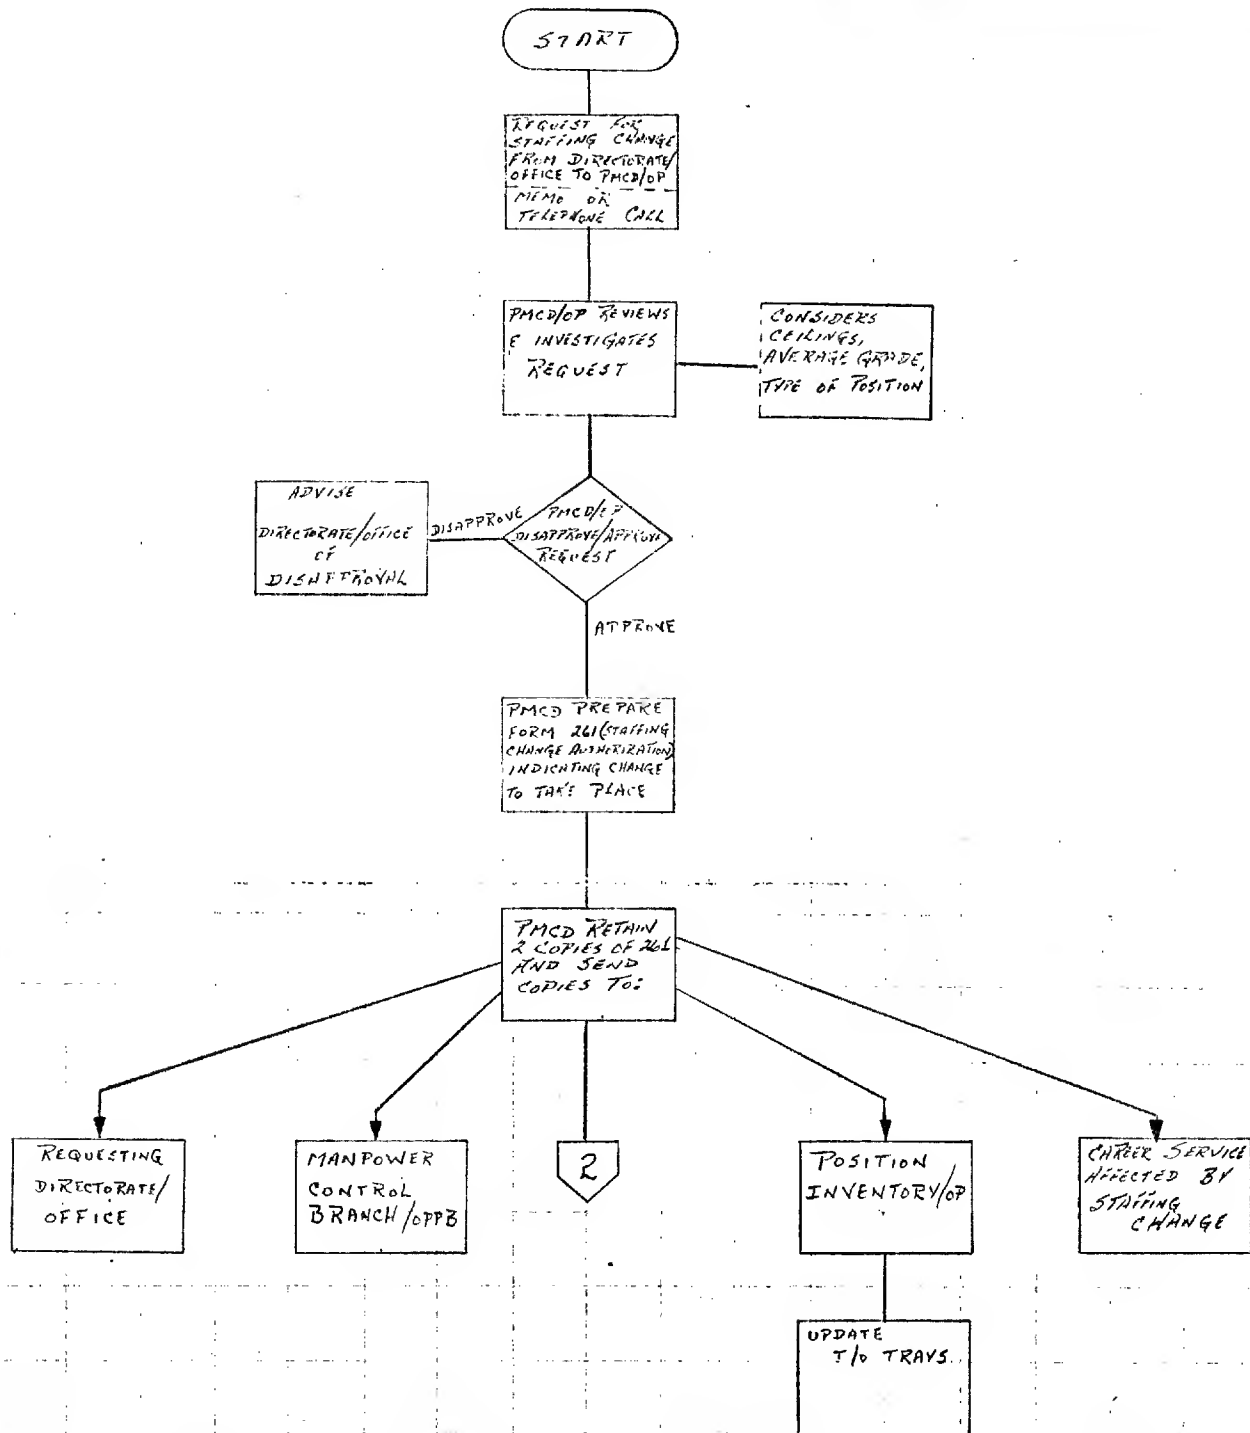 START
REQUEST FOR
STAFFING CHANGE
FROM DIRECTORATE/
OFFICE TO PMCD/OP
MEMO OR
TELEPHONE CALL
PMCD/OP REVIEWS
& INVESTIGATES
REQUEST
CONSIDERS
CEILINGS,
AVERAGE GRADE,
TYPE OF POSITION
ADVISE
DIRECTORATE/OFFICE
OF
DISAPPROVAL
DISAPPROVE
PMCD/OP
DISAPPROVE/APPROVE
REQUEST
APPROVE
PMCD PREPARE
FORM 261 (STAFFING
CHANGE AUTHORIZATION)
INDICATING CHANGE
TO TAKE PLACE
PMCD RETAIN
2 COPIES OF 261
AND SEND
COPIES TO:
REQUESTING
DIRECTORATE/
OFFICE
MANPOWER
CONTROL
BRANCH/OPPB
2
POSITION
INVENTORY/OP
CAREER SERVICE
AFFECTED BY
STAFFING
CHANGE
UPDATE
T/O TRAYS